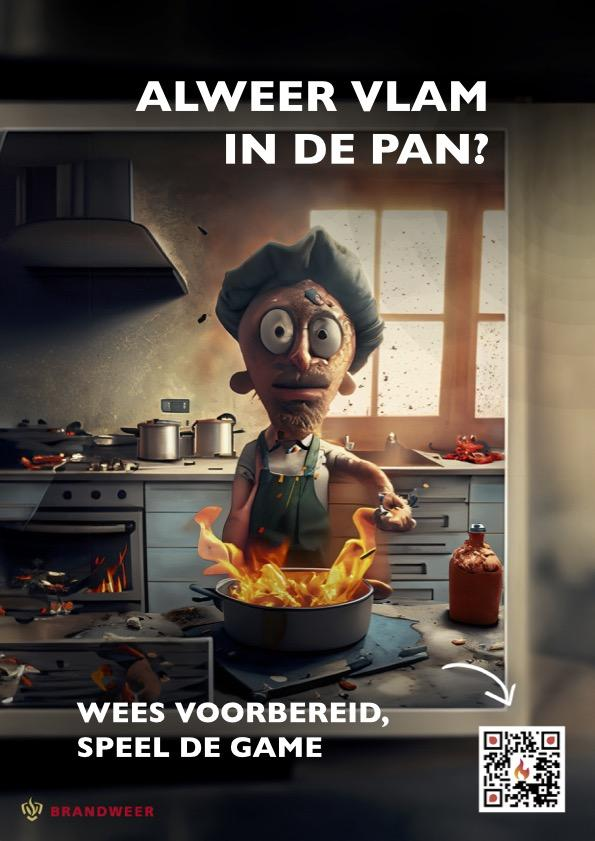 ALWEER VLAM
IN DE PAN?
WEES VOORBEREID,
SPEEL DE GAME
BRANDWEER